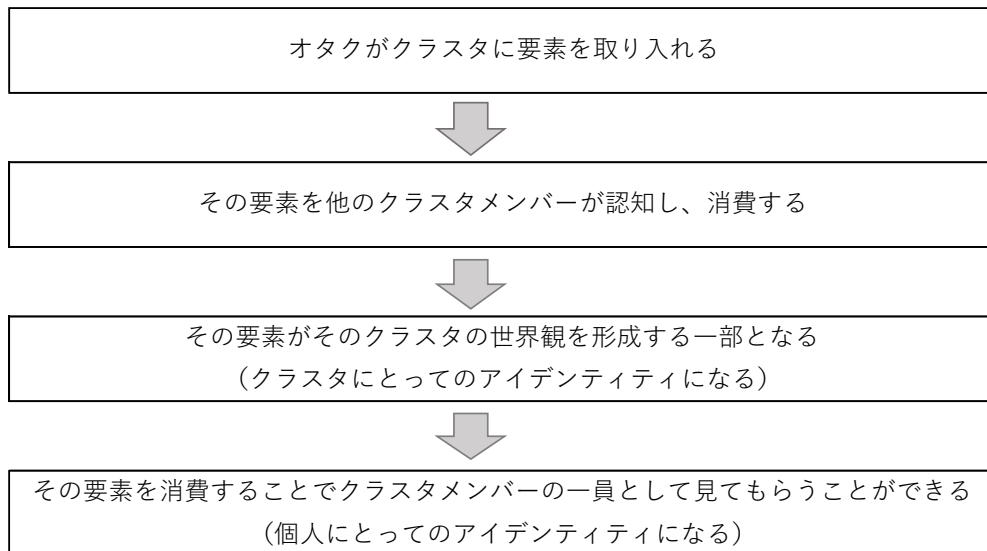 オタクがクラスタに要素を取り入れる
その要素を他のクラスタメンバーが認知し、消費する
その要素がそのクラスタの世界観を形成する一部となる
（クラスタにとってのアイデンティティになる）
その要素を消費することでクラスタメンバーの一員として見てもらうことができる
（個人にとってのアイデンティティになる）